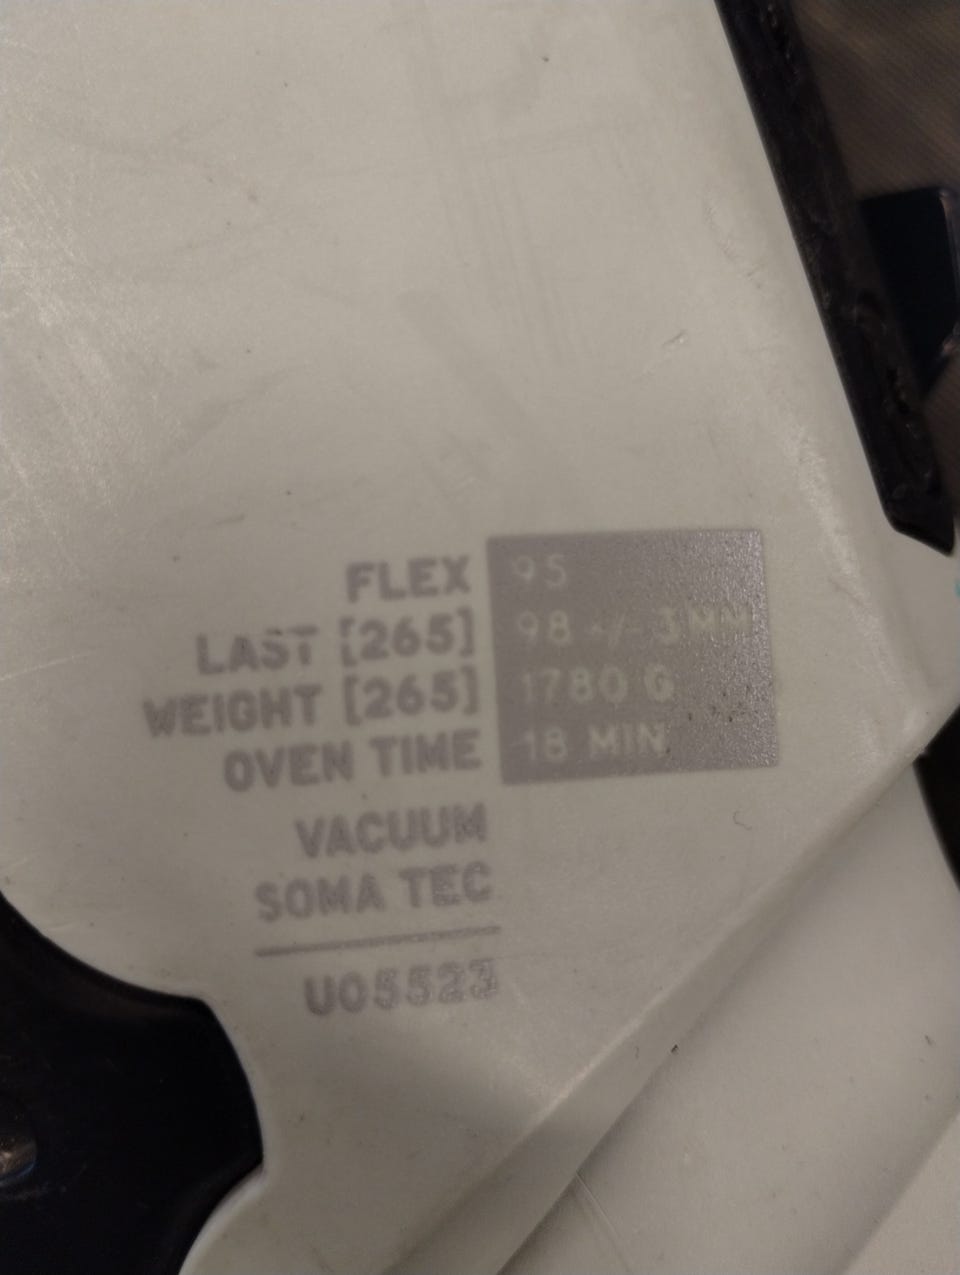 FLEX 95
LAST [265] 98 +/- 3MM
WEIGHT [265] 1780 G
OVEN TIME 18 MIN
VACUUM
SOMA TEC
U05523